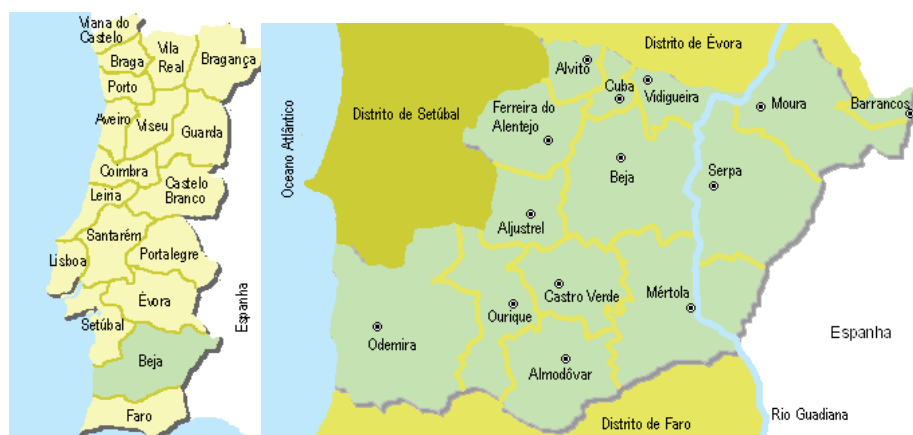 Viana do
Castelo
Braga
Vila
Real
Bragança
Porto
Aveiro
Viseu
Guarda
Coimbra
Castelo
Branco
Leiria
Santarém
Lisboa
Portalegre
Évora
Setúbal
Beja
Faro
Espanha
Oceano Atlântico
Distrito de Setúbal
Distrito de Évora
Alvito
Cuba
Vidigueira
Moura
Barrancos
Ferreira do
Alentejo
Beja
Serpa
Aljustrel
Castro Verde
Mértola
Ourique
Odemira
Almodôvar
Espanha
Distrito de Faro
Rio Guadiana